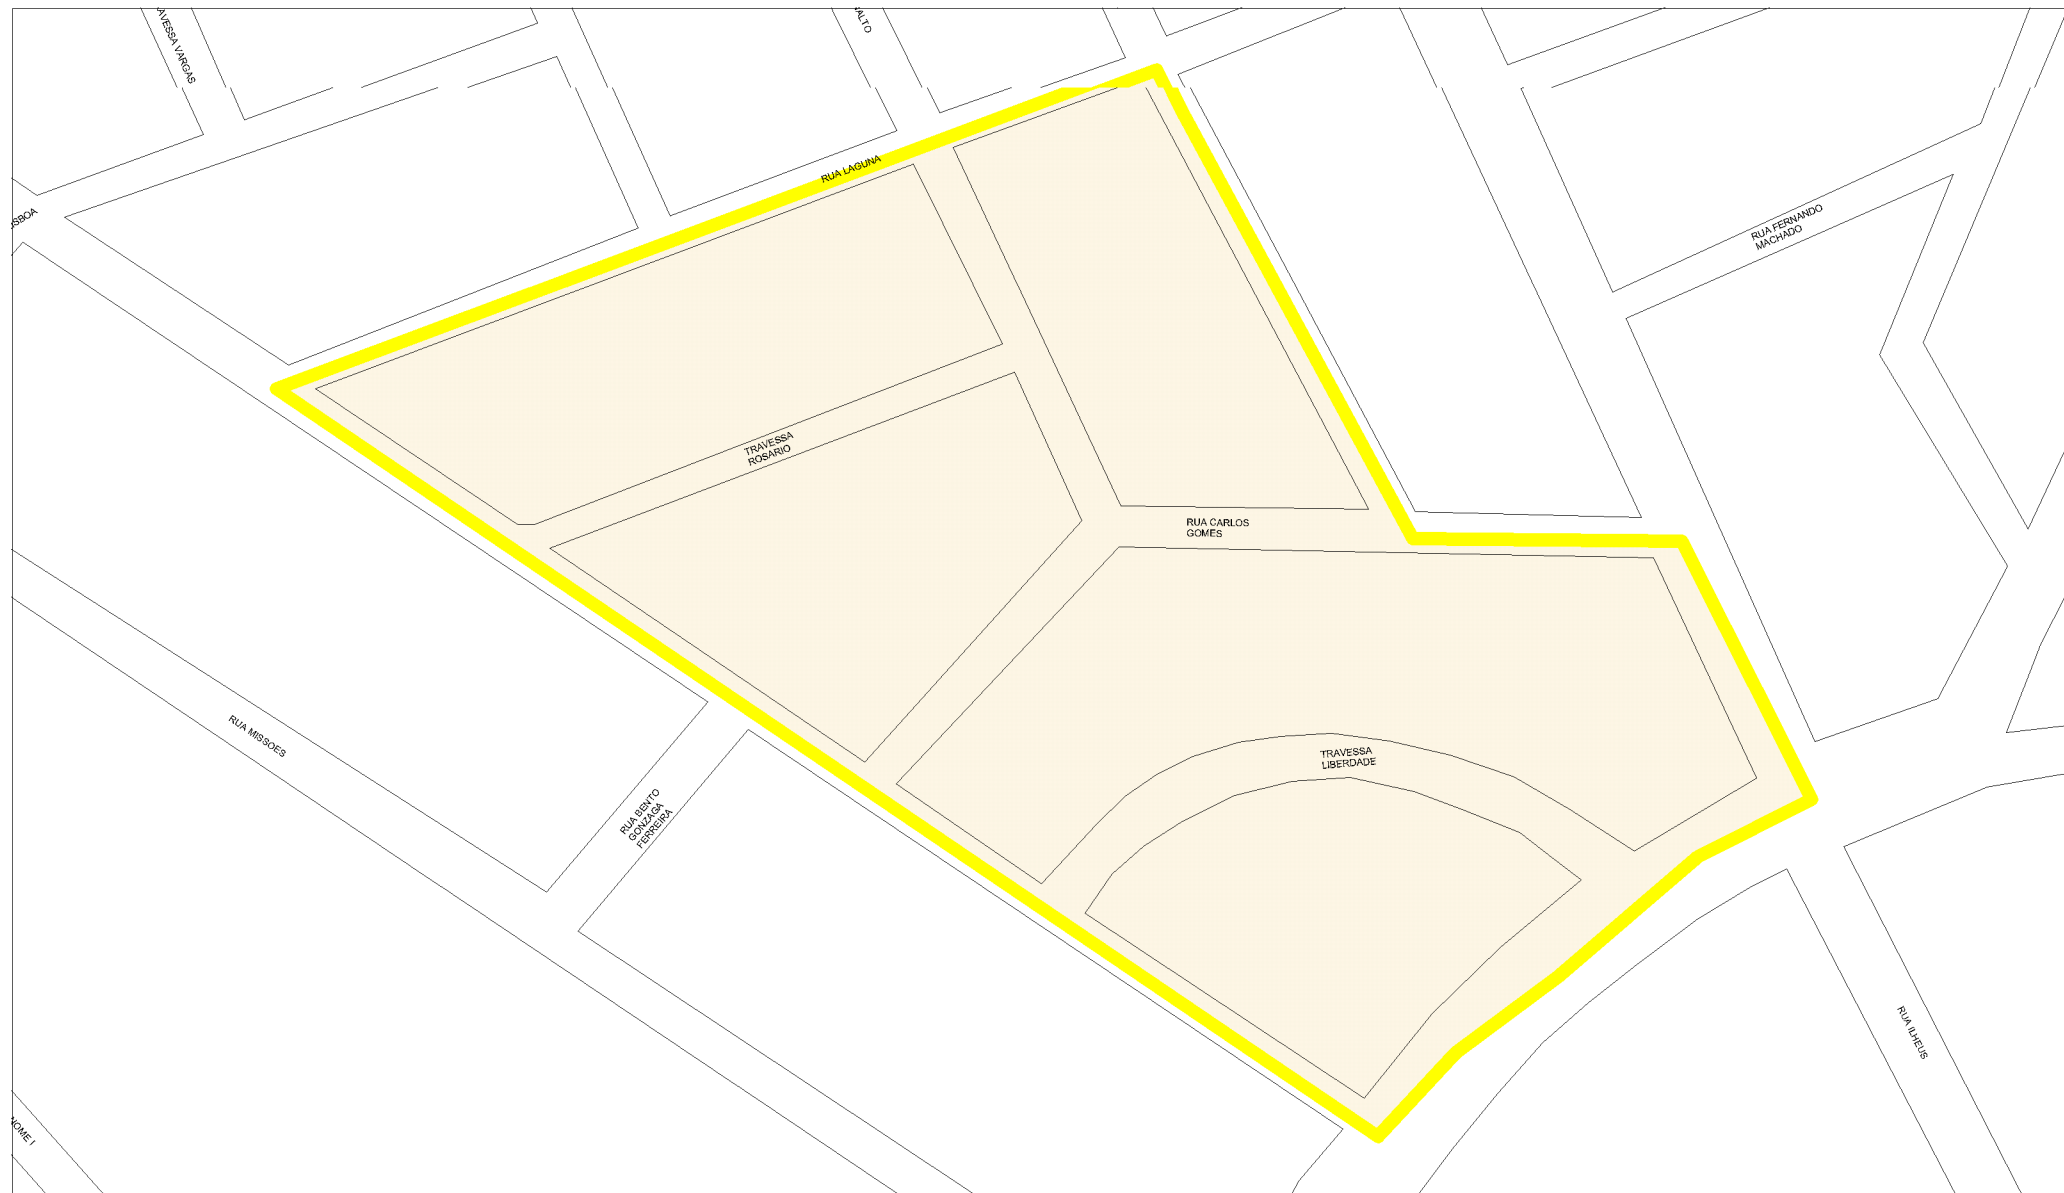 VARGAS
RUA LAGUNA
RUA FERNANDO
MACHADO
TRAVESSA
ROSARIO
RUA CARLOS
GOMES
RUA MISSOES
TRAVESSA
LIBERDADE
RUA BENTO
GONZAGA
FERREIRA
RUA ILHEUS